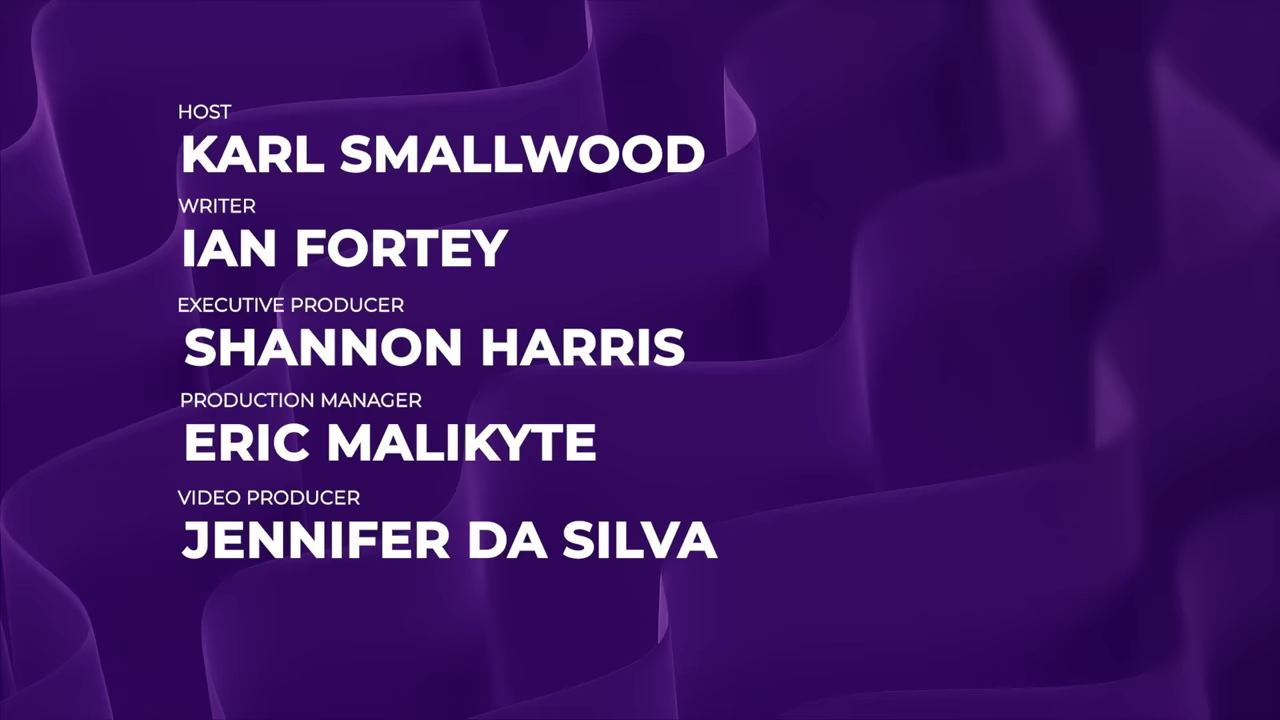 HOST
KARL SMALLWOOD
WRITER
IAN FORTEY
EXECUTIVE PRODUCER
SHANNON HARRIS
PRODUCTION MANAGER
ERIC MALIKYTE
VIDEO PRODUCER
JENNIFER DA SILVA